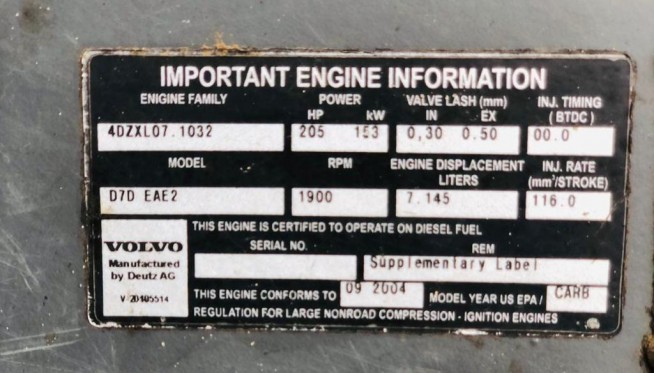 IMPORTANT ENGINE INFORMATION
ENIGINE FAMILY POWER VALVE LASH (mm) INJ. TIMING
HP kW IN EX ( BTDC )
4DZXL07.1032 205 153 0,30 0.50 00.0
MODEL RPM ENGINE DISPLACEMENT INJ. RATE
LITERS (mm³/STROKE)
D7D EAE2 1900 7.145 116.0
THIS ENGINE IS CERTIFIED TO OPERATE ON DIESEL FUEL
VOLVO SERIAL NO. REM
Manufactured Supplementary Label
by Deutz AG
THIS ENGINE CONFORMS TO 09 2004 MODEL YEAR US EPA / CARB
V 20105514
REGULATION FOR LARGE NONROAD COMPRESSION - IGNITION ENGINES